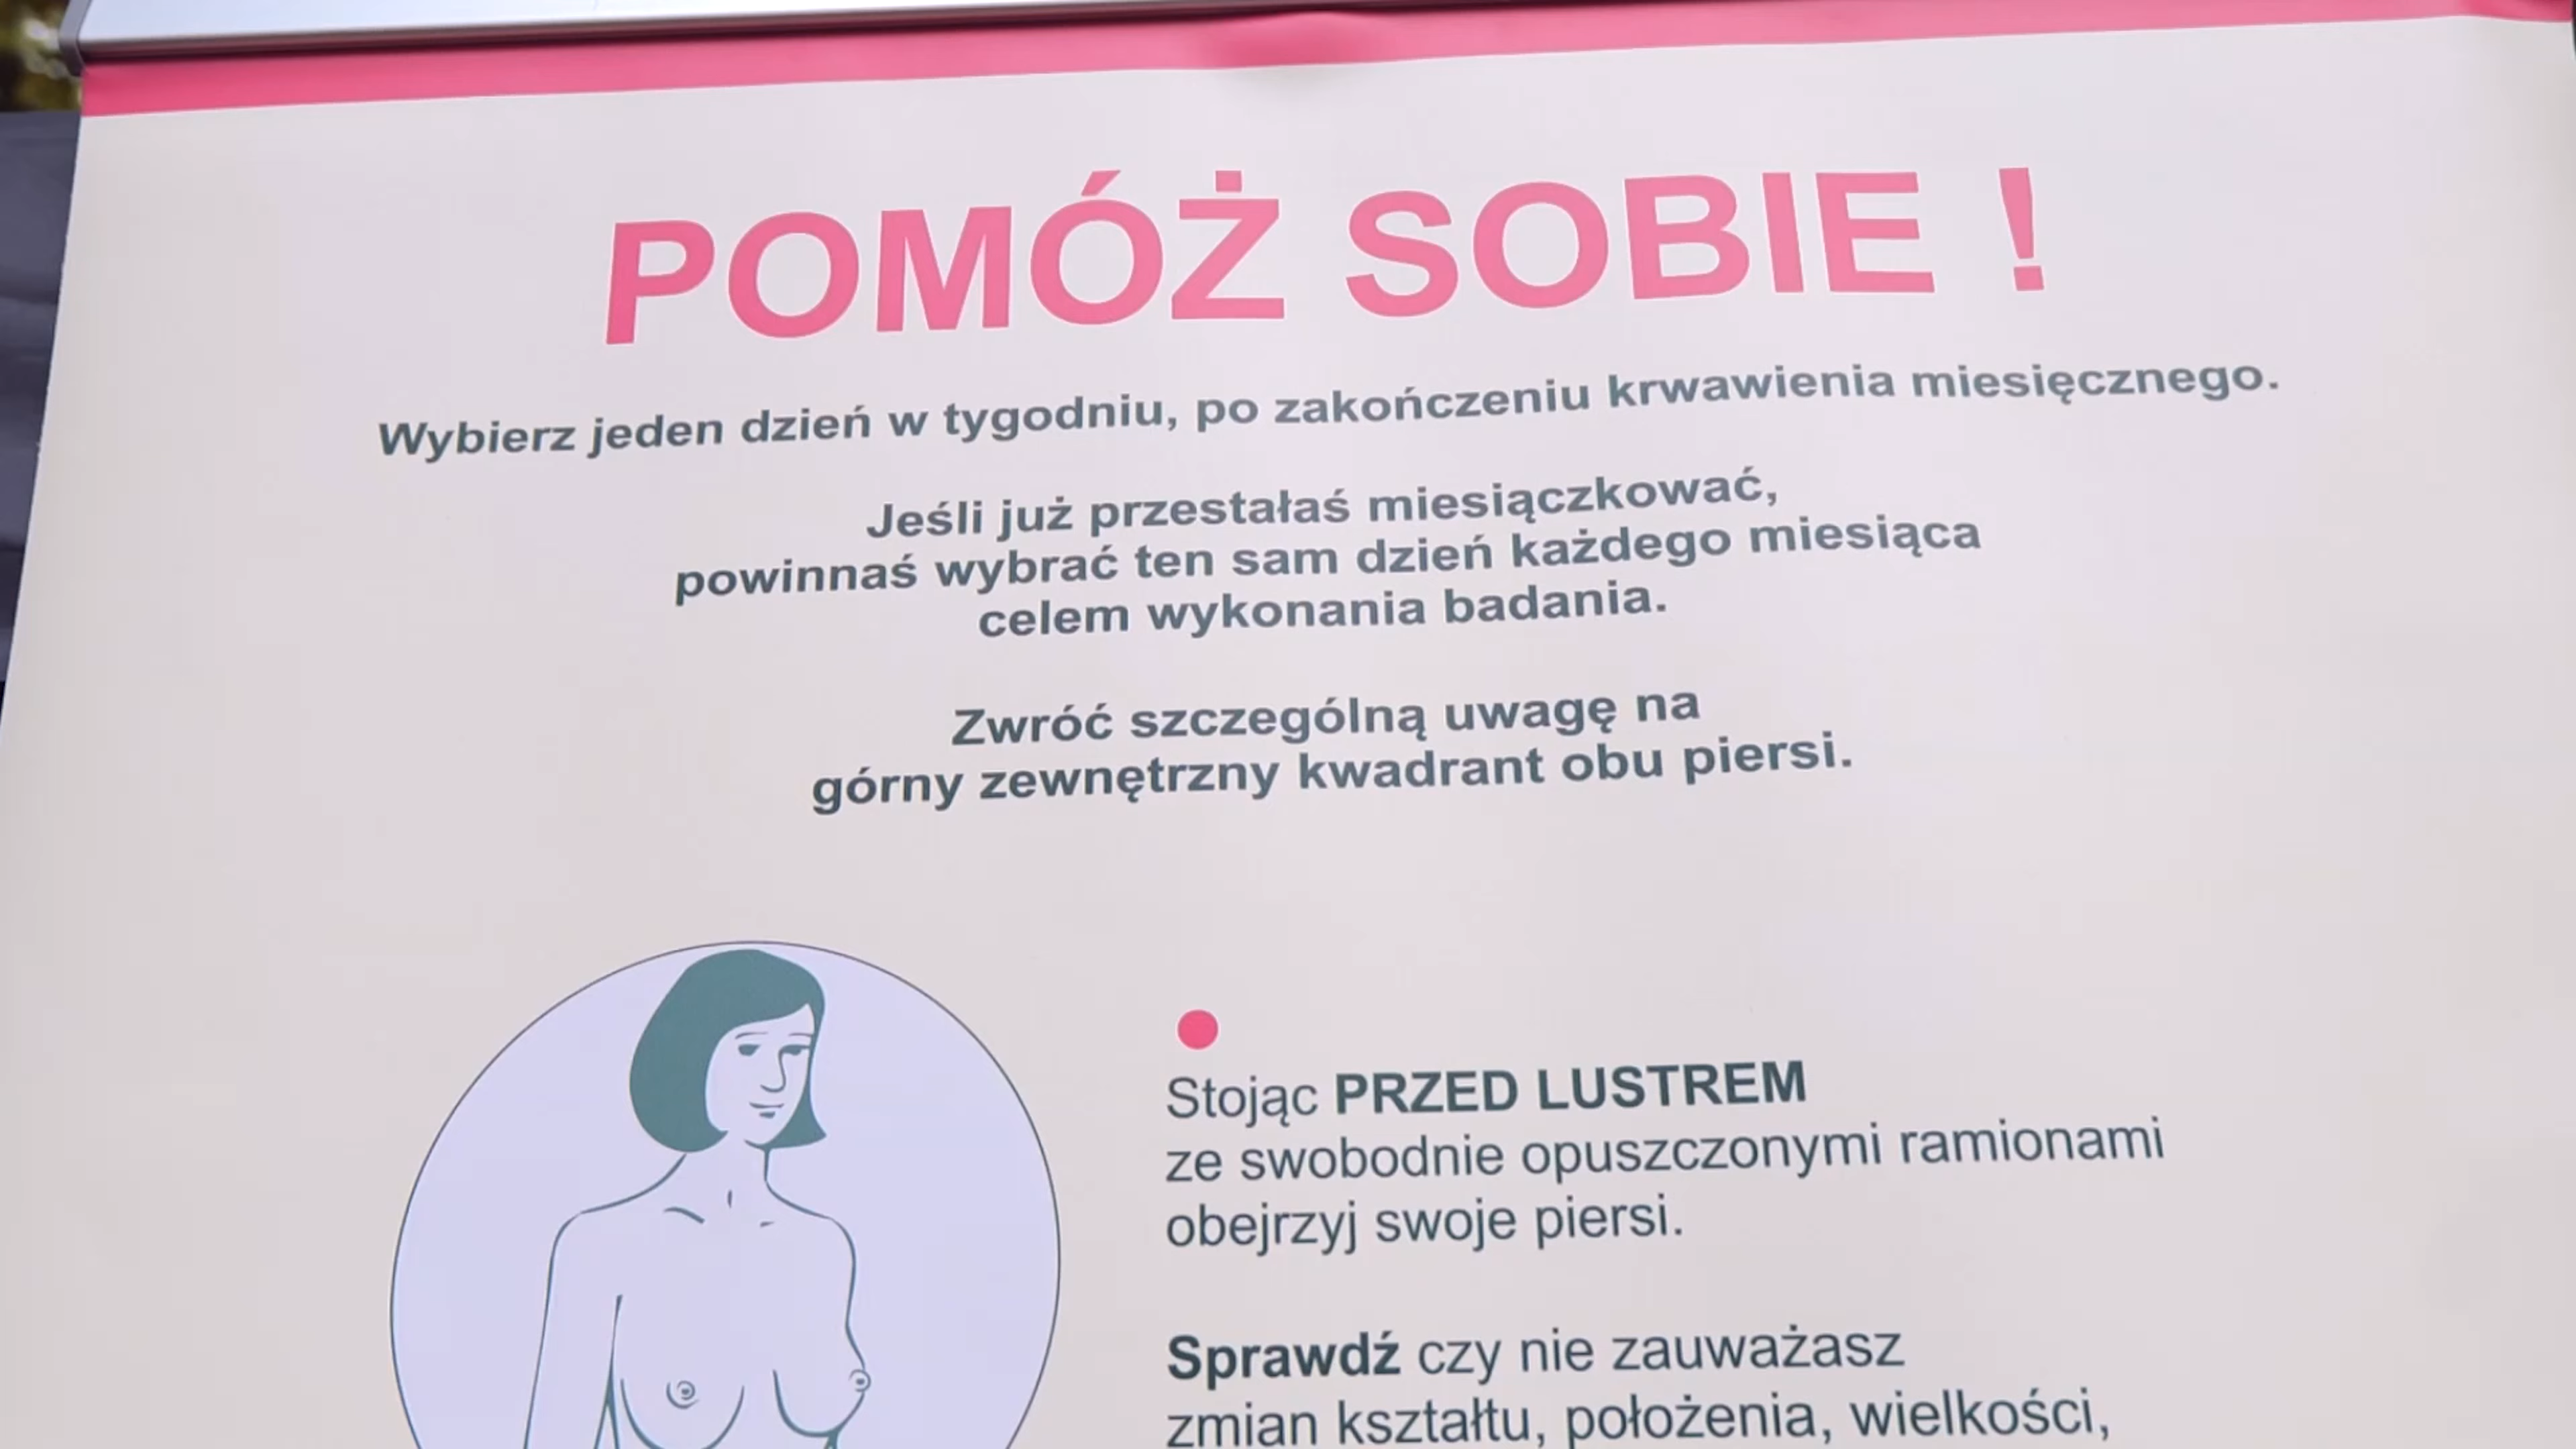 POMÓŻ SOBIE !
Wybierz jeden dzień w tygodniu, po zakończeniu krwawienia miesięcznego.
Jeśli już przestałaś miesiączkować,
powinnaś wybrać ten sam dzień każdego miesiąca
celem wykonania badania.
Zwróć szczególną uwagę na
górny zewnętrzny kwadrant obu piersi.
Stojąc PRZED LUSTREM
ze swobodnie opuszczonymi ramionami
obejrzyj swoje piersi.
Sprawdź czy nie zauważasz
zmian kształtu, położenia, wielkości,